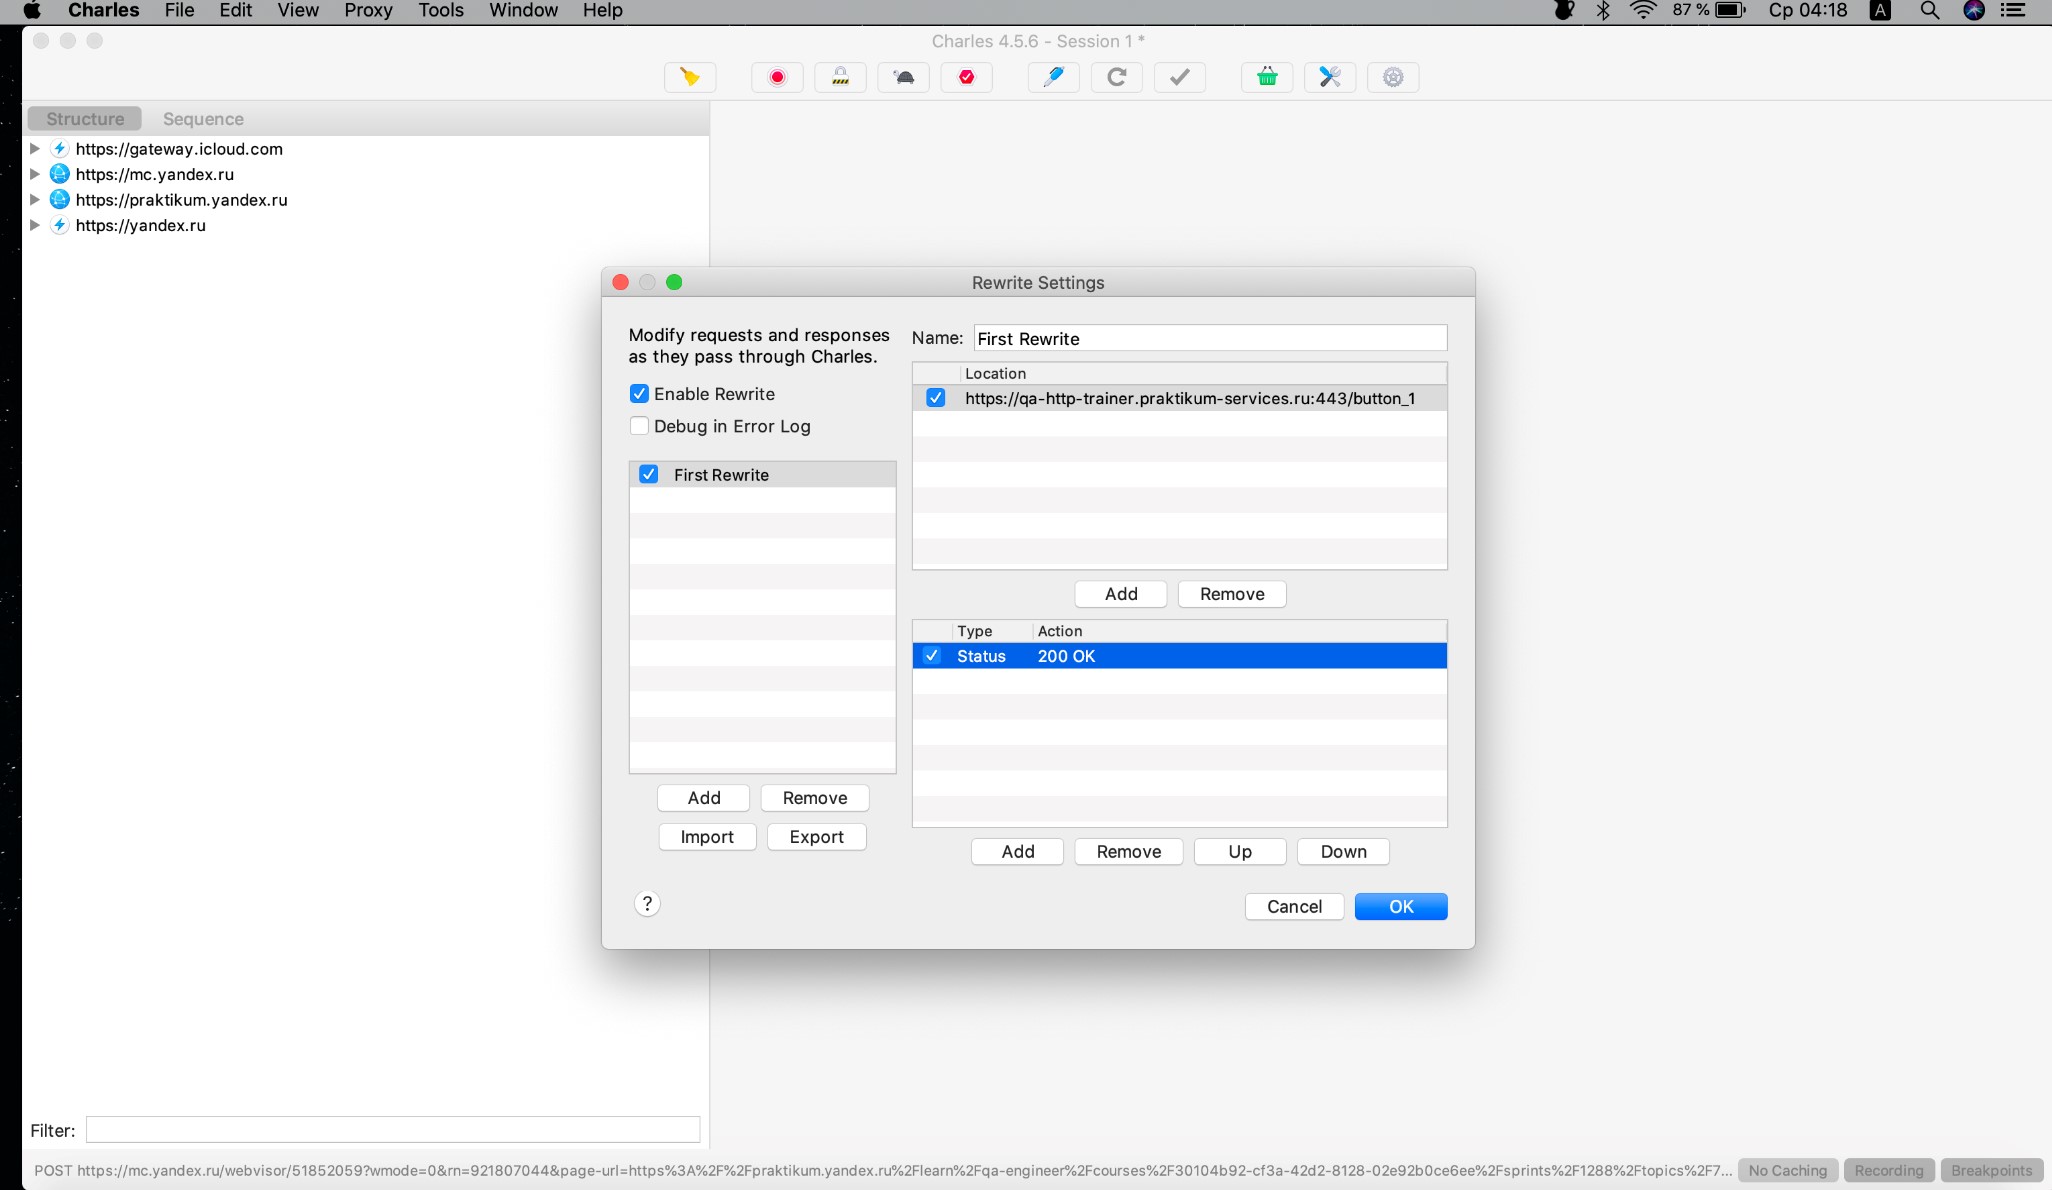 Charles File Edit View Proxy Tools Window Help 87 % Ср 04:18 A
Charles 4.5.6 - Session 1 *
Structure Sequence
https://gateway.icloud.com
https://mc.yandex.ru
https://praktikum.yandex.ru
https://yandex.ru
Rewrite Settings
Modify requests and responses
as they pass through Charles.
Enable Rewrite
Debug in Error Log
First Rewrite
Add Remove
Import Export
?
Name: First Rewrite
Location
https://qa-http-trainer.praktikum-services.ru:443/button_1
Add Remove
Type Action
Status 200 OK
Add Remove Up Down
Cancel OK
Filter:
POST https://mc.yandex.ru/webvisor/51852059?wmode=0&rn=921807044&page-url=https%3A%2F%2Fpraktikum.yandex.ru%2Flearn%2Fqa-engineer%2Fcourses%2F30104b92-cf3a-42d2-8128-02e92b0ce6ee%2Fsprints%2F1288%2Ftopics%2F7... No Caching Recording Breakpoints